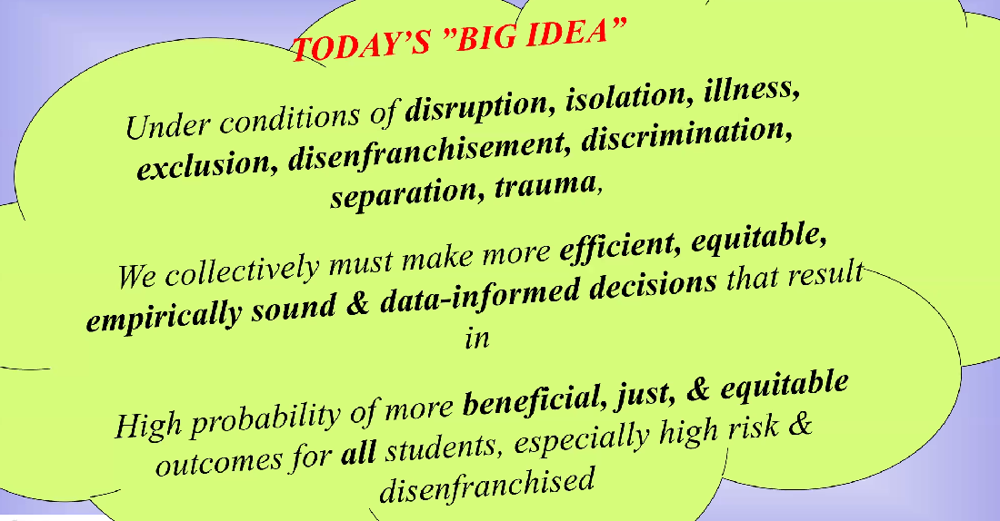 TODAY’S ”BIG IDEA”
Under conditions of disruption, isolation, illness,
exclusion, disenfranchisement, discrimination,
separation, trauma,
We collectively must make more efficient, equitable,
empirically sound & data-informed decisions that result
in
High probability of more beneficial, just, & equitable
outcomes for all students, especially high risk &
disenfranchised